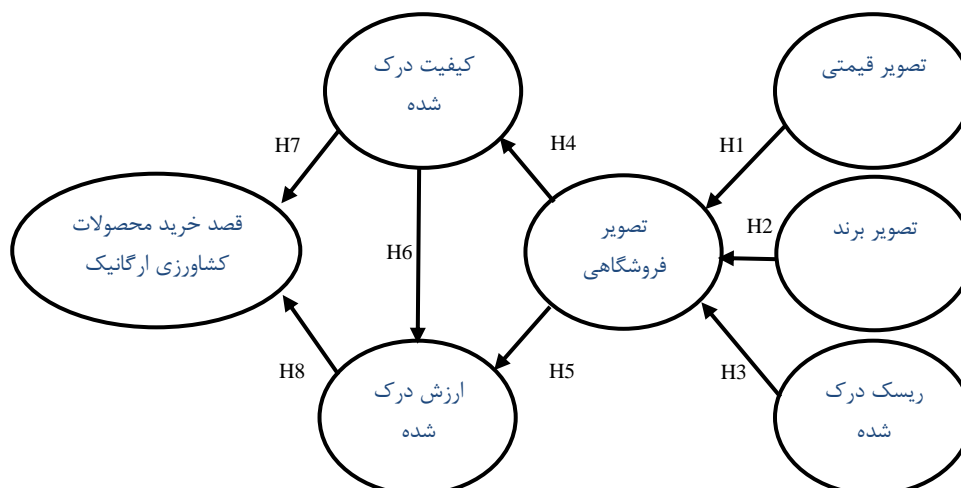 تصویر قیمتی
کیفیت درک
شده
H1
H4
H7
تصویر برند
H2
تصویر
فروشگاهی
H6
قصد خرید محصولات
کشاورزی ارگانیک
ریسک درک
شده
H3
H5
H8
ارزش درک
شده